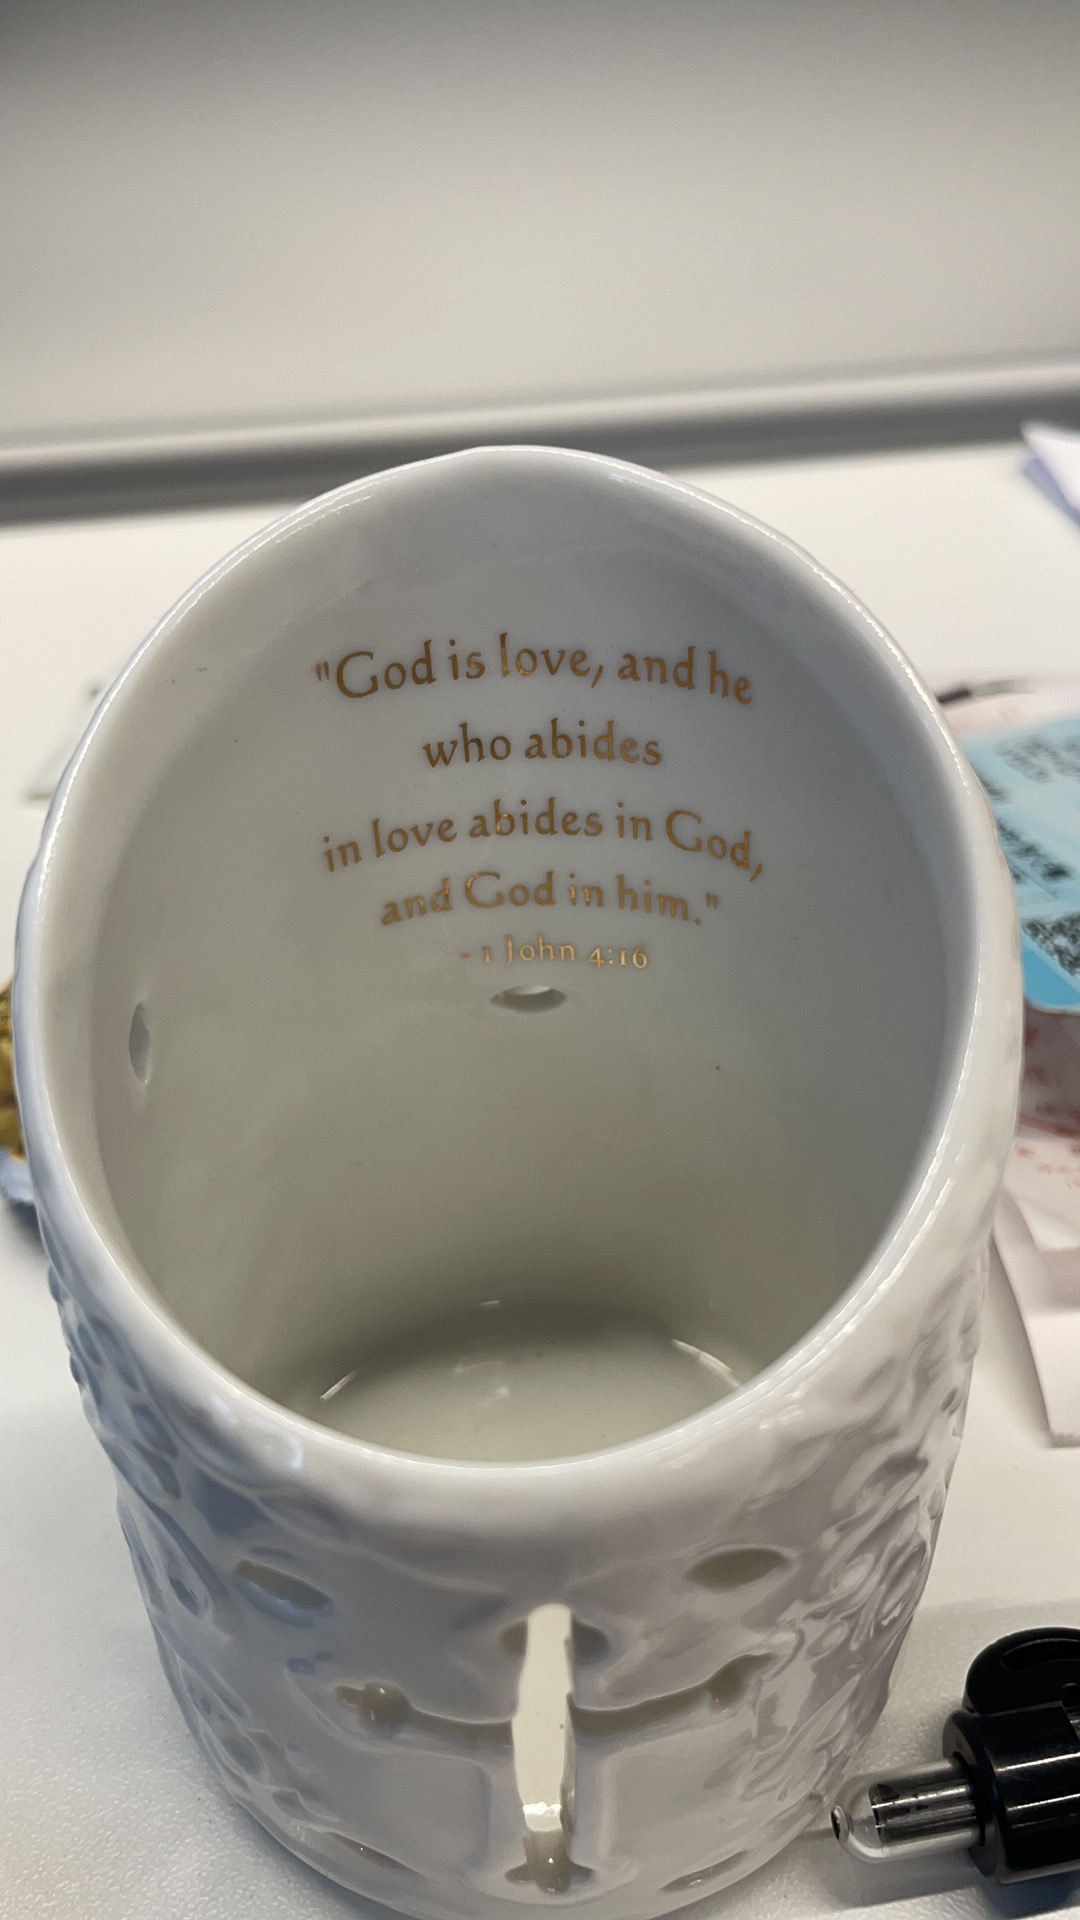 "God is love, and he
who abides
in love abides in God,
and God in him."
- 1 John 4:16